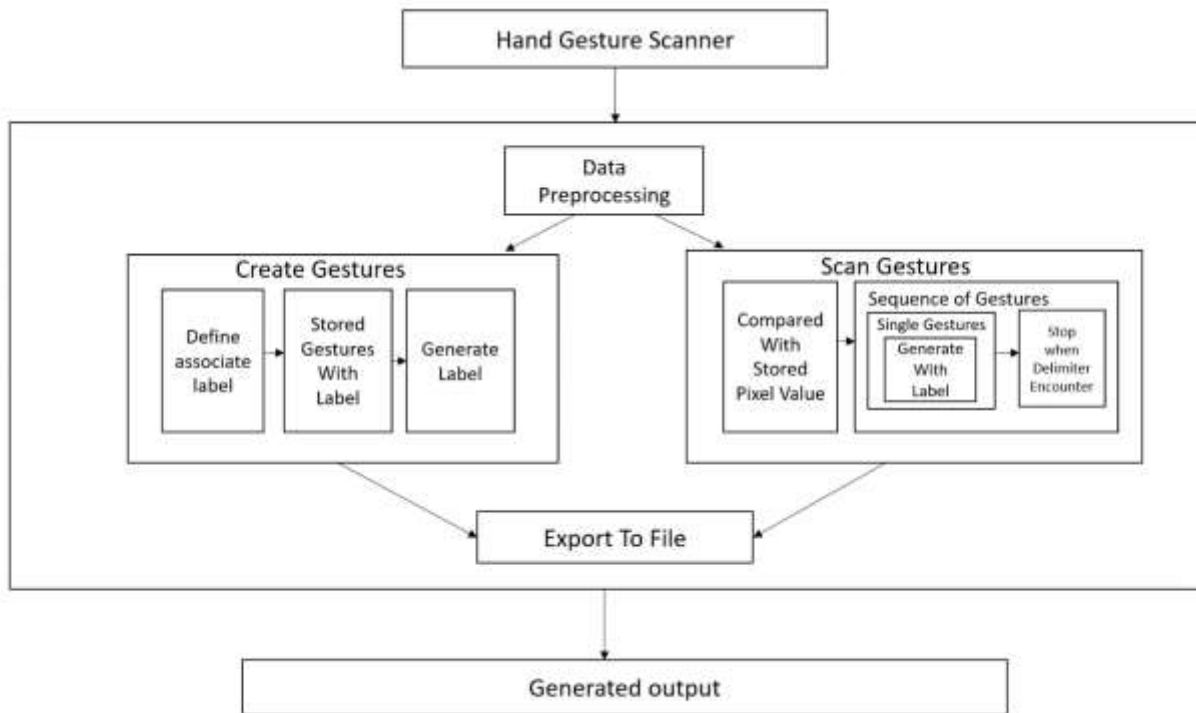 Hand Gesture Scanner
Data
Preprocessing
Create Gestures
Define
associate
label
Stored
Gestures
With
Label
Generate
Label
Scan Gestures
Compared
With
Stored
Pixel Value
Sequence of Gestures
Single Gestures
Generate
With
Label
Stop
when
Delimiter
Encounter
Export To File
Generated output